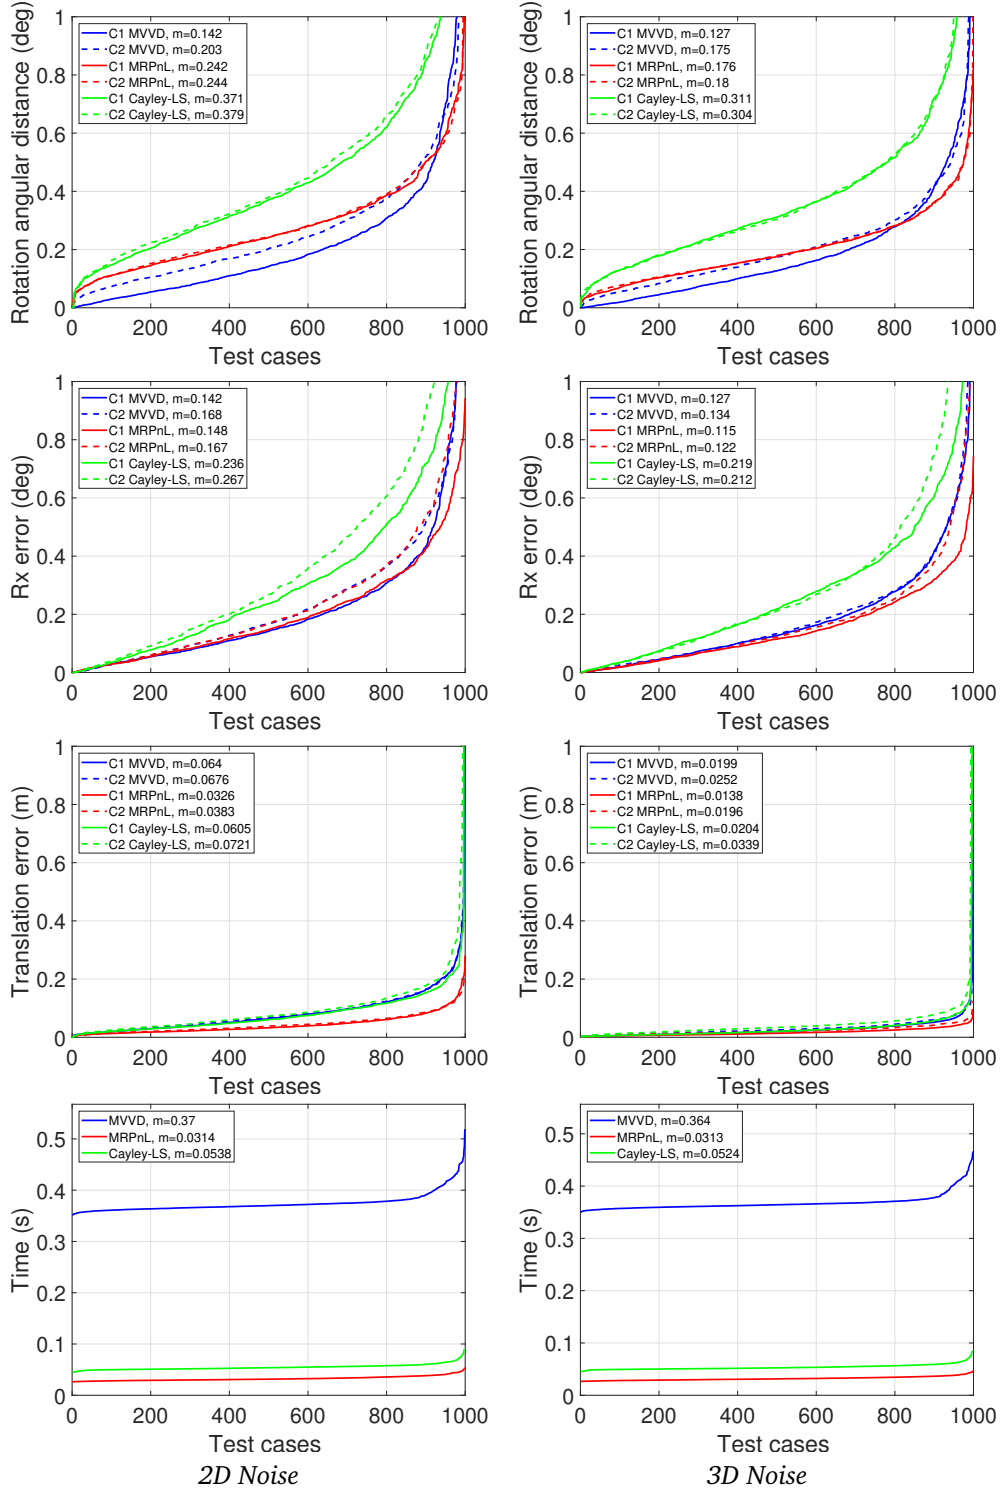 Rotation angular distance (deg)
1
0.8
0.6
0.4
0.2
0
C1 MVVD, m=0.142
C2 MVVD, m=0.203
C1 MRPnL, m=0.242
C2 MRPnL, m=0.244
C1 Cayley-LS, m=0.371
C2 Cayley-LS, m=0.379
0 200 400 600 800 1000
Test cases
Rotation angular distance (deg)
1
0.8
0.6
0.4
0.2
0
C1 MVVD, m=0.127
C2 MVVD, m=0.175
C1 MRPnL, m=0.176
C2 MRPnL, m=0.18
C1 Cayley-LS, m=0.311
C2 Cayley-LS, m=0.304
0 200 400 600 800 1000
Test cases
Rx error (deg)
1
0.8
0.6
0.4
0.2
0
C1 MVVD, m=0.142
C2 MVVD, m=0.168
C1 MRPnL, m=0.148
C2 MRPnL, m=0.167
C1 Cayley-LS, m=0.236
C2 Cayley-LS, m=0.267
0 200 400 600 800 1000
Test cases
Rx error (deg)
1
0.8
0.6
0.4
0.2
0
C1 MVVD, m=0.127
C2 MVVD, m=0.134
C1 MRPnL, m=0.115
C2 MRPnL, m=0.122
C1 Cayley-LS, m=0.219
C2 Cayley-LS, m=0.212
0 200 400 600 800 1000
Test cases
Translation error (m)
1
0.8
0.6
0.4
0.2
0
C1 MVVD, m=0.064
C2 MVVD, m=0.0676
C1 MRPnL, m=0.0326
C2 MRPnL, m=0.0383
C1 Cayley-LS, m=0.0605
C2 Cayley-LS, m=0.0721
0 200 400 600 800 1000
Test cases
Translation error (m)
1
0.8
0.6
0.4
0.2
0
C1 MVVD, m=0.0199
C2 MVVD, m=0.0252
C1 MRPnL, m=0.0138
C2 MRPnL, m=0.0196
C1 Cayley-LS, m=0.0204
C2 Cayley-LS, m=0.0339
0 200 400 600 800 1000
Test cases
Time (s)
0.5
0.4
0.3
0.2
0.1
0
MVVD, m=0.37
MRPnL, m=0.0314
Cayley-LS, m=0.0538
0 200 400 600 800 1000
Test cases
2D Noise
Time (s)
0.5
0.4
0.3
0.2
0.1
0
MVVD, m=0.364
MRPnL, m=0.0313
Cayley-LS, m=0.0524
0 200 400 600 800 1000
Test cases
3D Noise